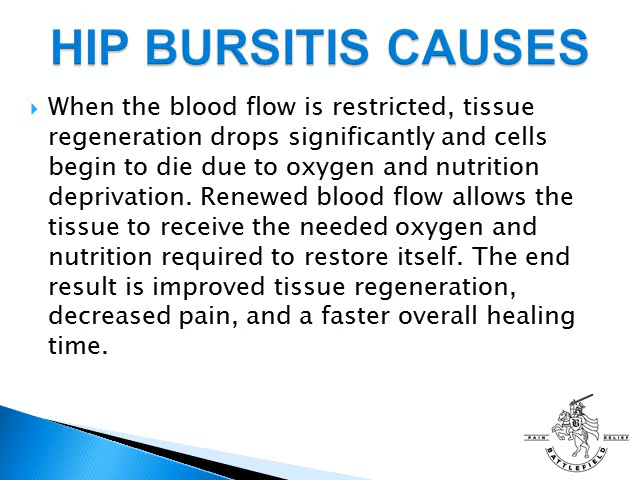 HIP BURSITIS CAUSES
When the blood flow is restricted, tissue
regeneration drops significantly and cells
begin to die due to oxygen and nutrition
deprivation. Renewed blood flow allows the
tissue to receive the needed oxygen and
nutrition required to restore itself. The end
result is improved tissue regeneration,
decreased pain, and a faster overall healing
time.
B
PAIN RELIEF
BATTLEFIELD